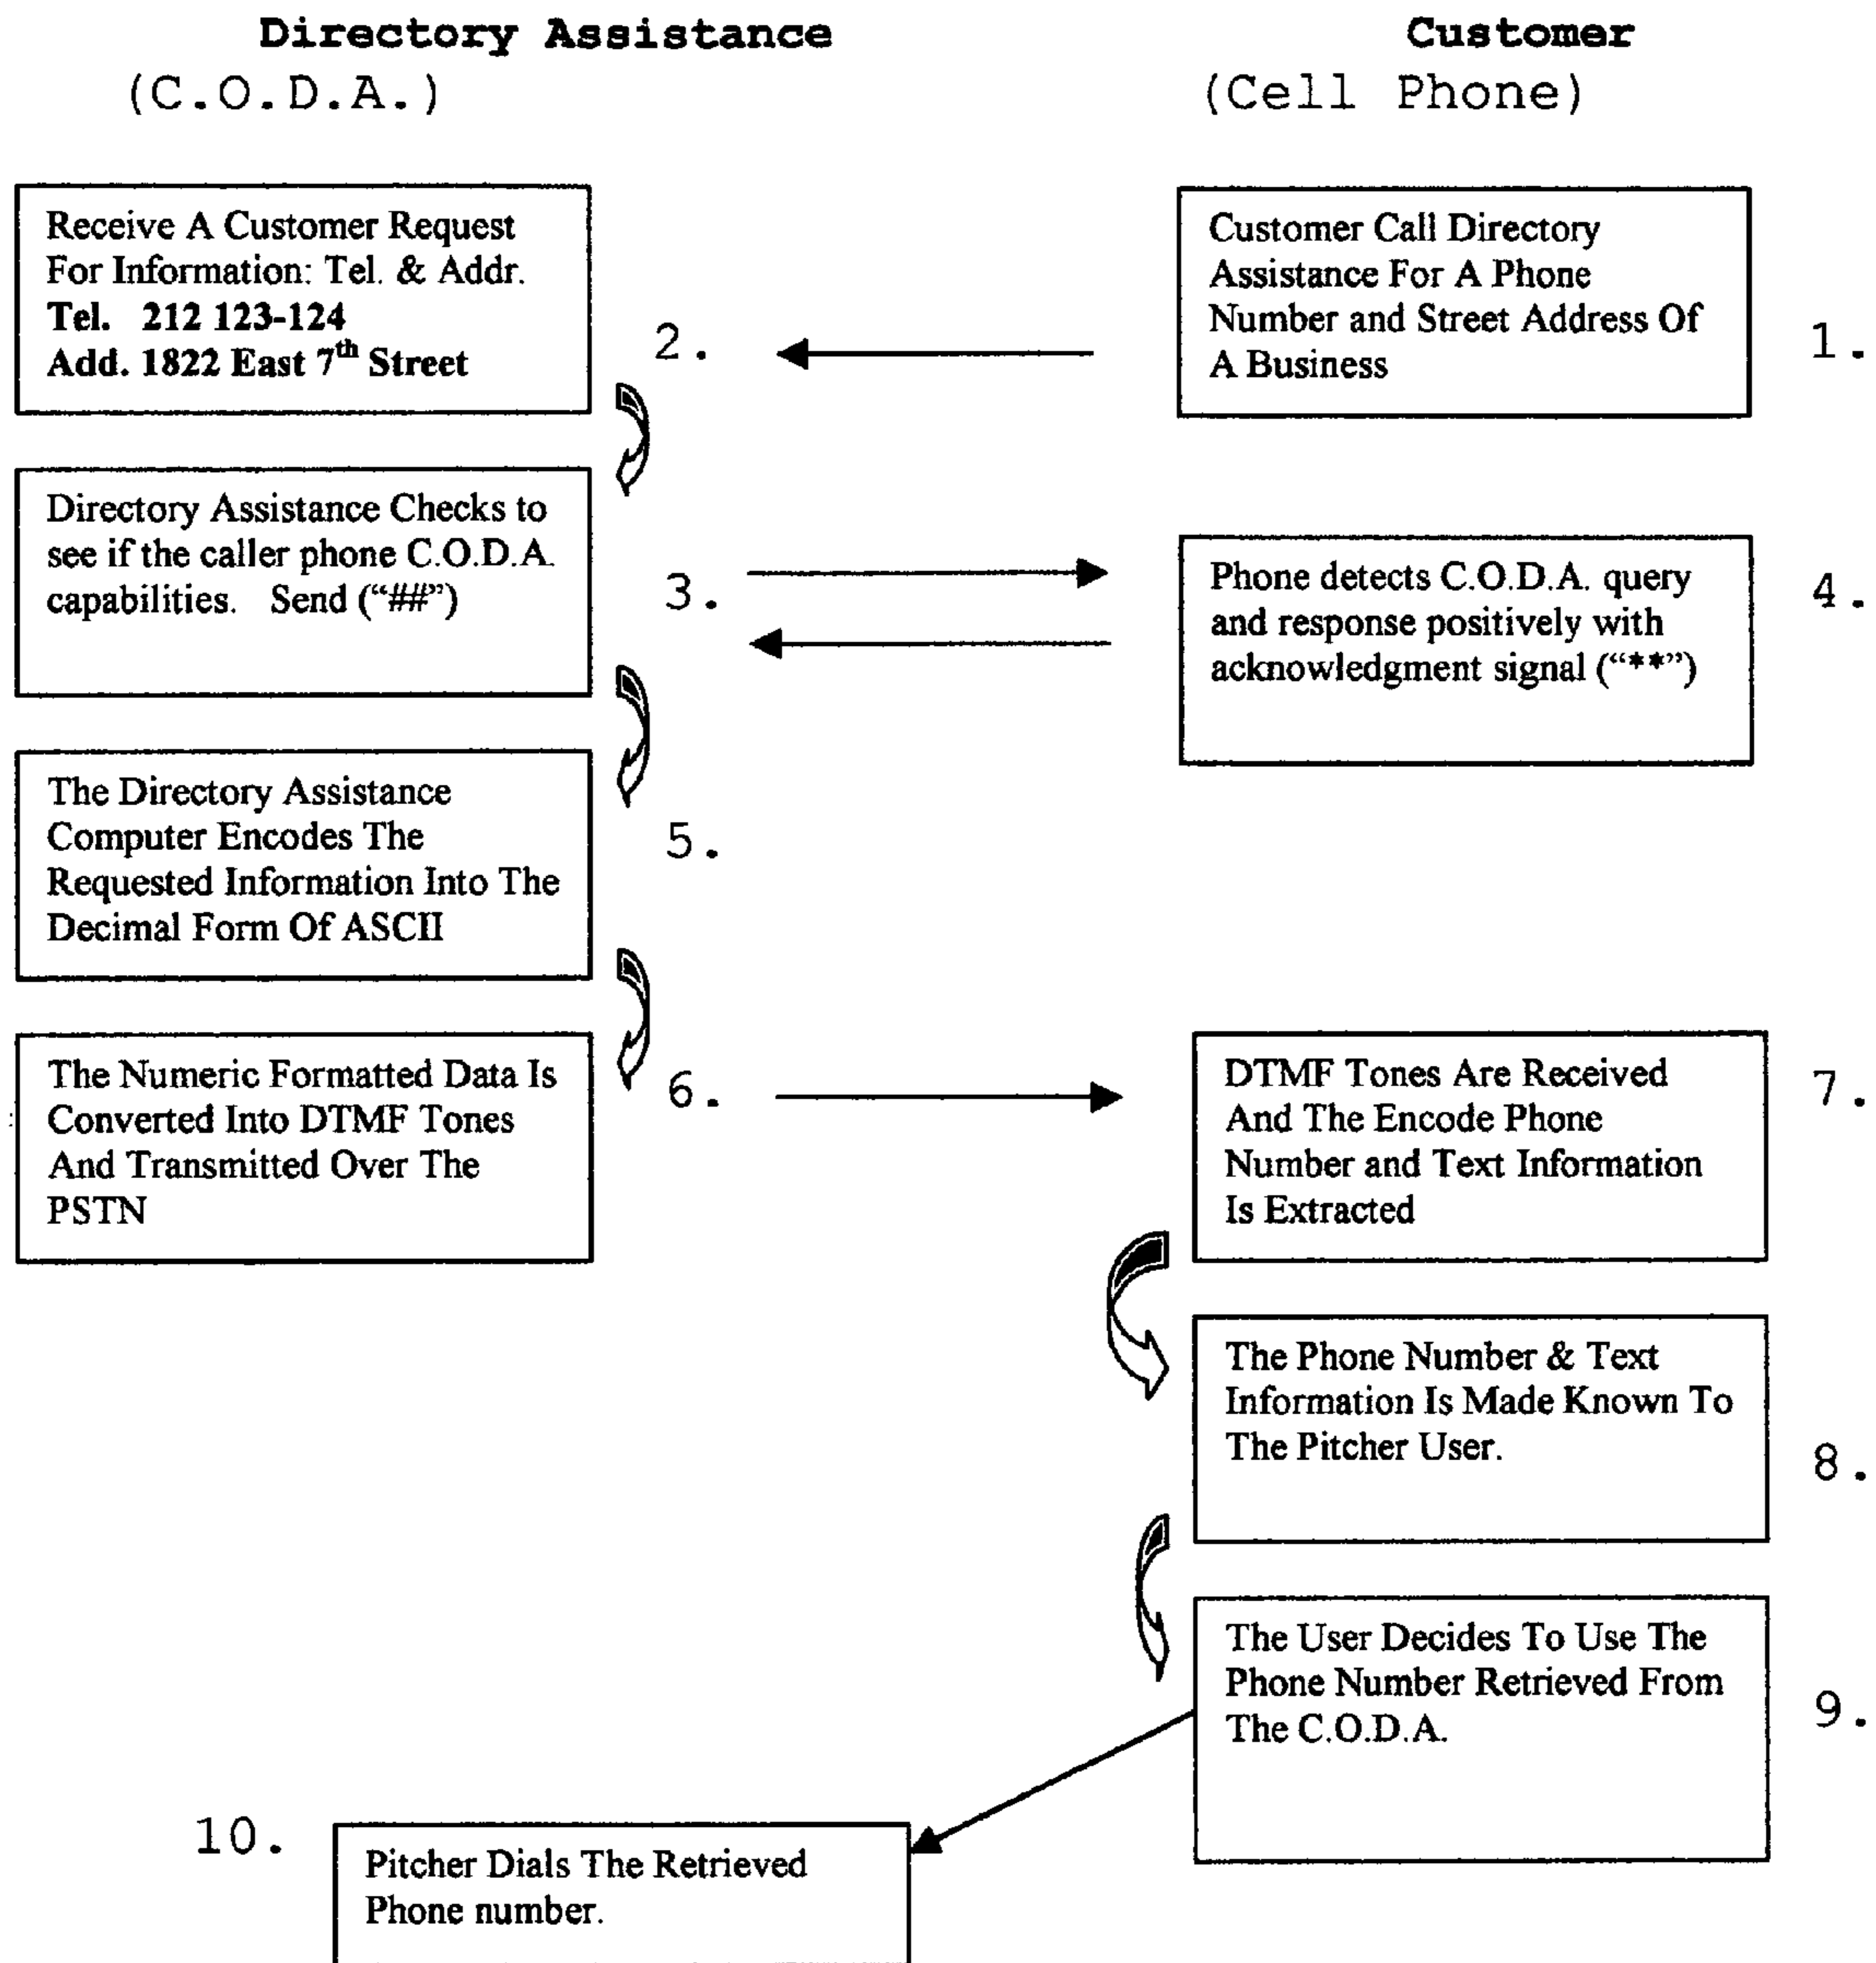 Directory Assistance
(C.O.D.A.)
Customer
(Cell Phone)
Receive A Customer Request
For Information: Tel. & Addr.
Tel. 212 123-124
Add. 1822 East 7th Street
2.
Customer Call Directory
Assistance For A Phone
Number and Street Address Of
A Business
1.
Directory Assistance Checks to
see if the caller phone C.O.D.A.
capabilities. Send (“##”)
3.
Phone detects C.O.D.A. query
and response positively with
acknowledgment signal (“**”)
4.
The Directory Assistance
Computer Encodes The
Requested Information Into The
Decimal Form Of ASCII
5.
The Numeric Formatted Data Is
Converted Into DTMF Tones
And Transmitted Over The
PSTN
6.
DTMF Tones Are Received
And The Encode Phone
Number and Text Information
Is Extracted
7.
The Phone Number & Text
Information Is Made Known To
The Pitcher User.
8.
The User Decides To Use The
Phone Number Retrieved From
The C.O.D.A.
9.
10.
Pitcher Dials The Retrieved
Phone number.